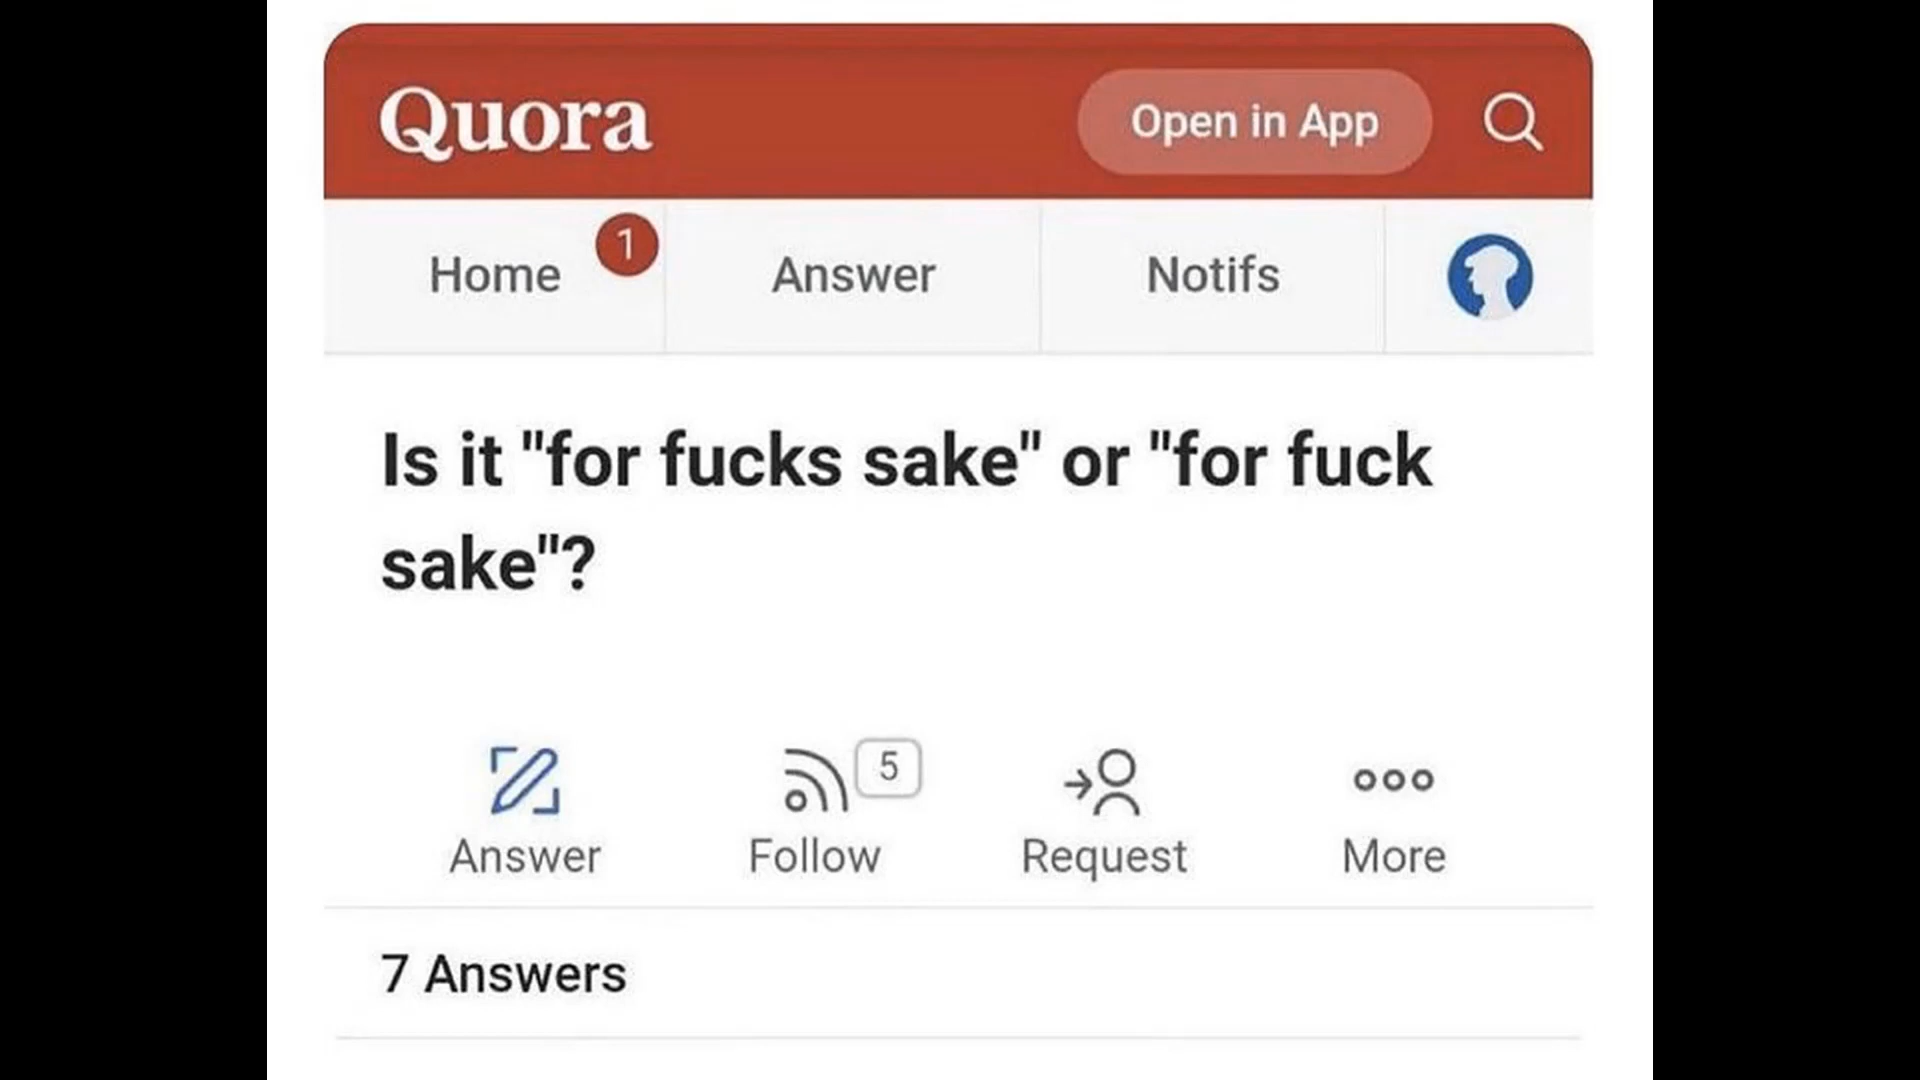 Quora
Open in App
Home
1
Answer
Notifs
Is it "for fucks sake" or "for fuck
sake"?
5
Answer
Follow
Request
More
7 Answers